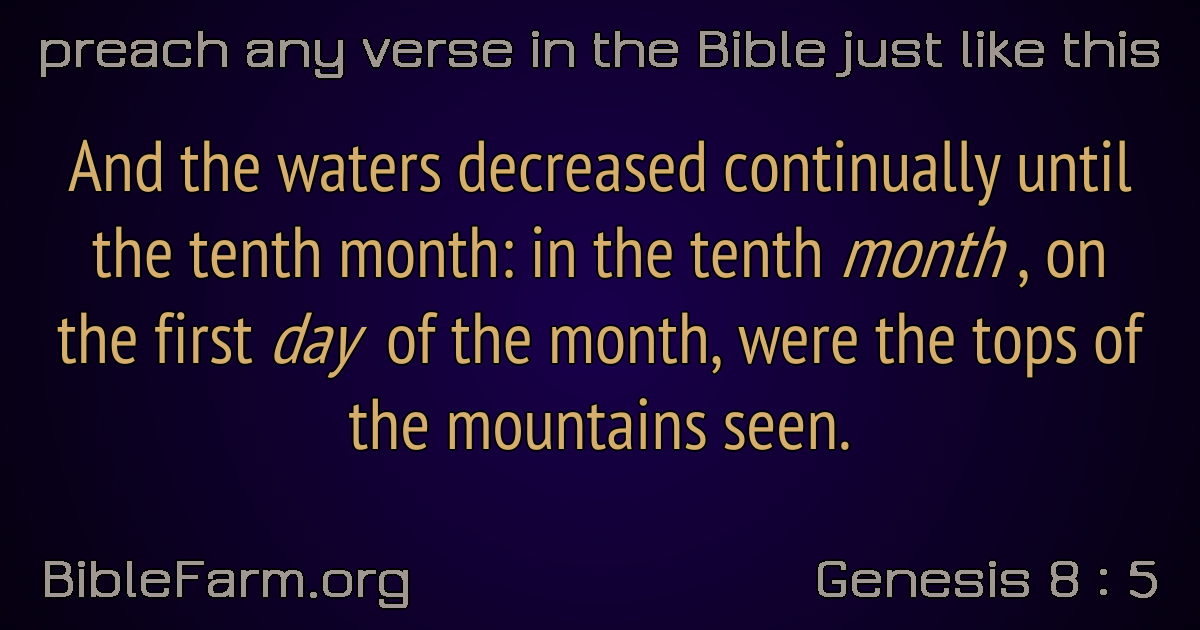 preach any verse in the Bible just like this
And the waters decreased continually until
the tenth month: in the tenth month , on
the first day of the month, were the tops of
the mountains seen.
BibleFarm.org
Genesis 8 : 5